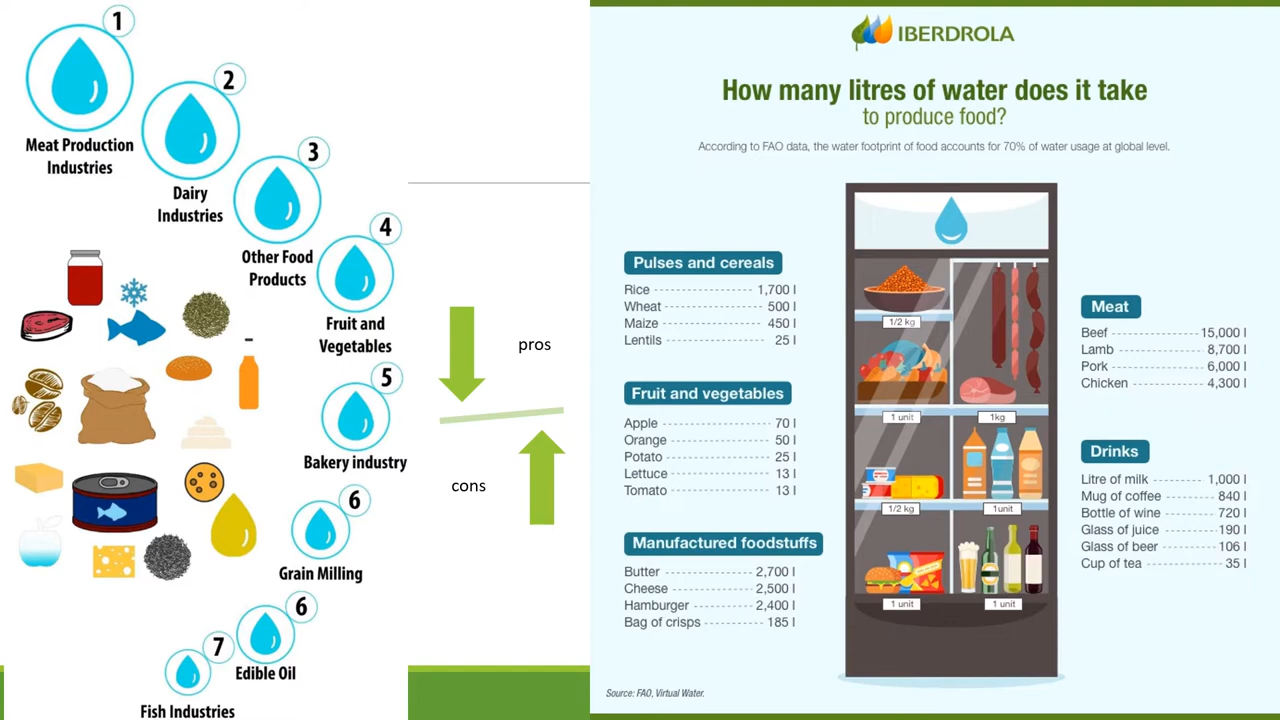 1
Meat Production
Industries
2
Dairy
Industries
3
Other Food
Products
4
Fruit and
Vegetables
5
Bakery industry
6
Grain Milling
6
Edible Oil
7
Fish Industries
pros
cons
IBERDROLA
How many litres of water does it take
to produce food?
According to FAO data, the water footprint of food accounts for 70% of water usage at global level.
Pulses and cereals
Rice 1,700 l
Wheat 500 l
Maize 450 l
Lentils 25 l
Fruit and vegetables
Apple 70 l
Orange 50 l
Potato 25 l
Lettuce 13 l
Tomato 13 l
Manufactured foodstuffs
Butter 2,700 l
Cheese 2,500 l
Hamburger 2,400 l
Bag of crisps 185 l
1/2 kg
1 unit
1kg
1/2 kg
1unit
1 unit
1 unit
Meat
Beef 15,000 l
Lamb 8,700 l
Pork 6,000 l
Chicken 4,300 l
Drinks
Litre of milk 1,000 l
Mug of coffee 840 l
Bottle of wine 720 l
Glass of juice 190 l
Glass of beer 106 l
Cup of tea 35 l
Source: FAO, Virtual Water.